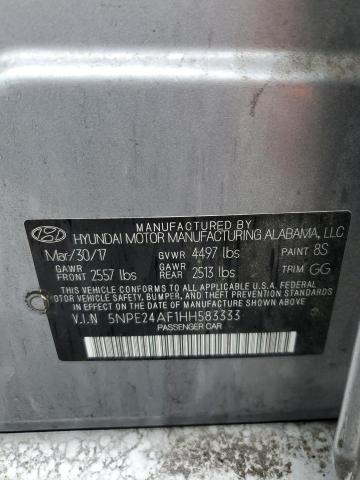 MANUFACTURED BY
HYUNDAI MOTOR MANUFACTURING ALABAMA, LLC
Mar/30/17 GVWR 4497 lbs PAINT 8S
GAWR FRONT 2557 lbs GAWR REAR 2513 lbs TRIM GG
THIS VEHICLE CONFORMS TO ALL APPLICABLE U.S.A. FEDERAL
MOTOR VEHICLE SAFETY, BUMPER, AND THEFT PREVENTION
STANDARDS IN EFFECT ON THE DATE OF MANUFACTURE SHOWN ABOVE.
V.I.N 5NPE24AF1HH583333
PASSENGER CAR